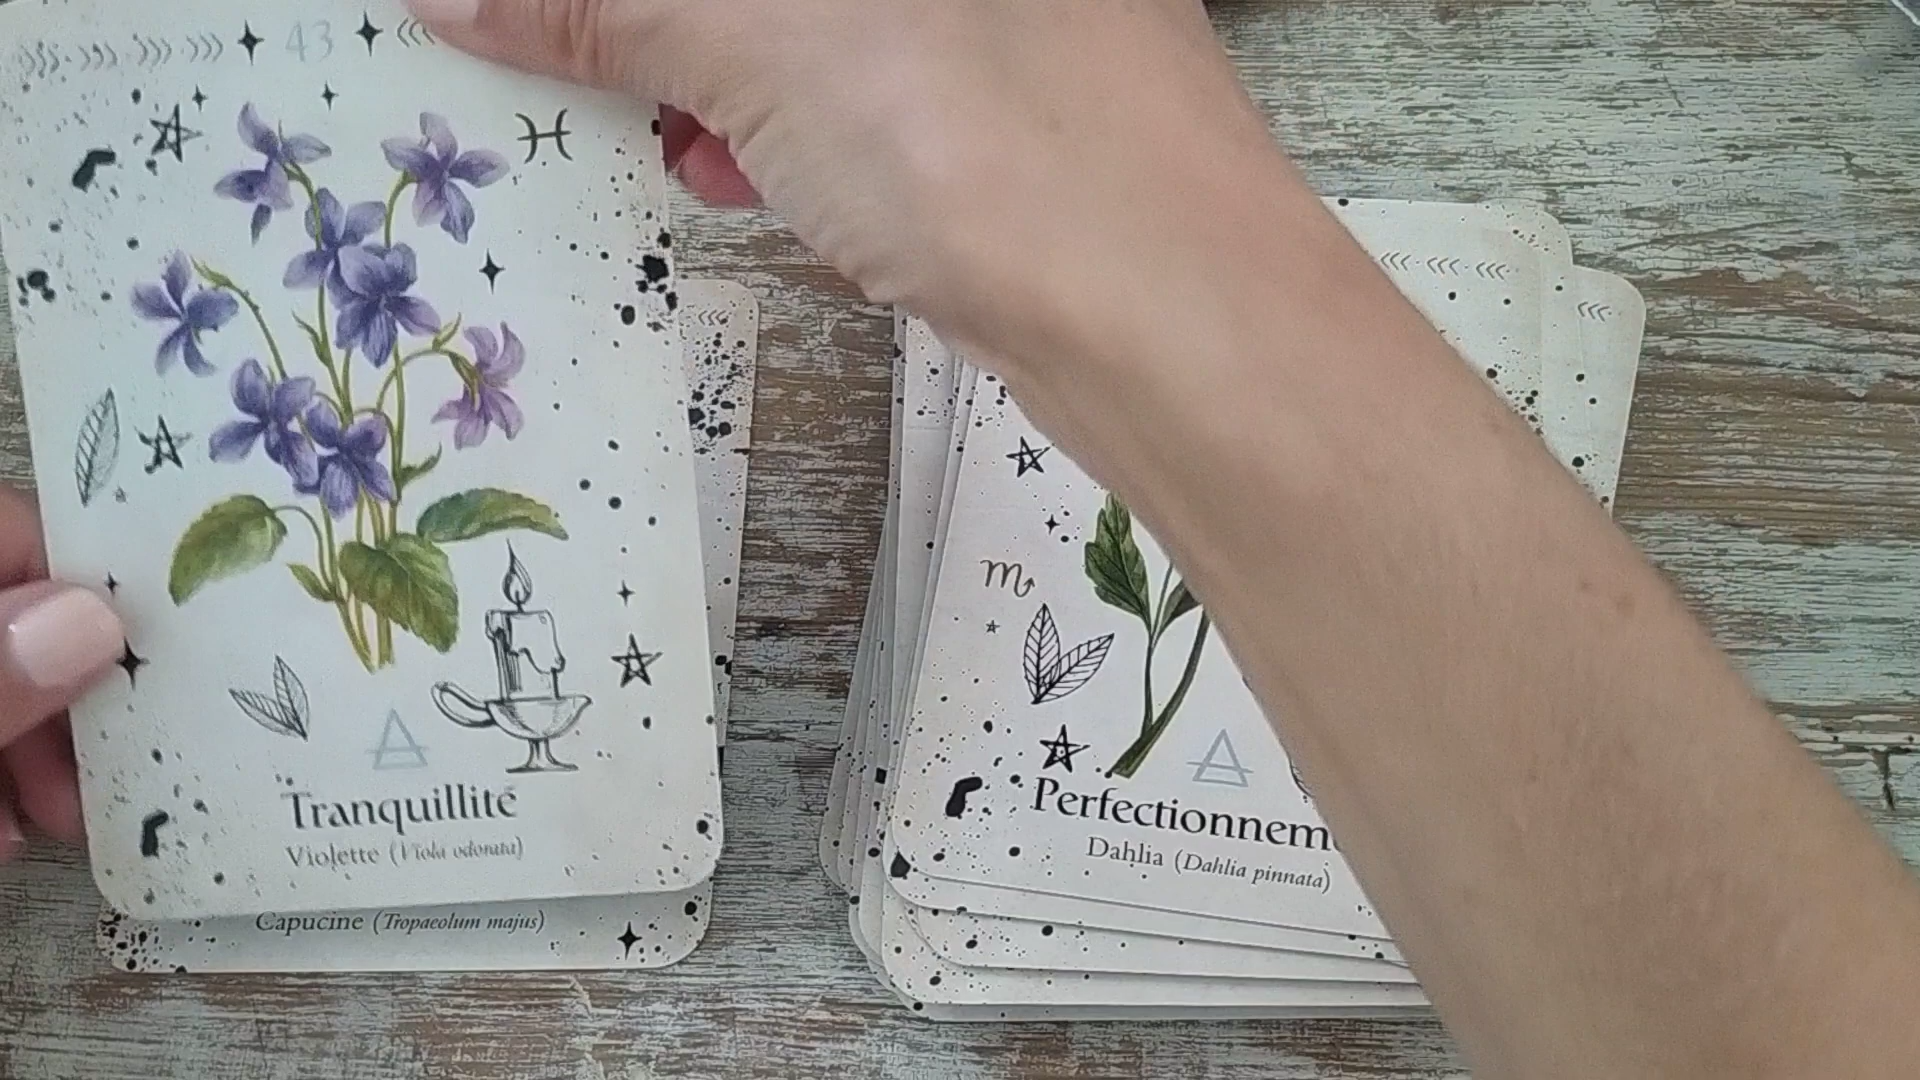 43
Tranquillité
Violette (Viola odorata)
Capucine (Tropaeolum majus)
Perfectionnem
Dahlia (Dahlia pinnata)